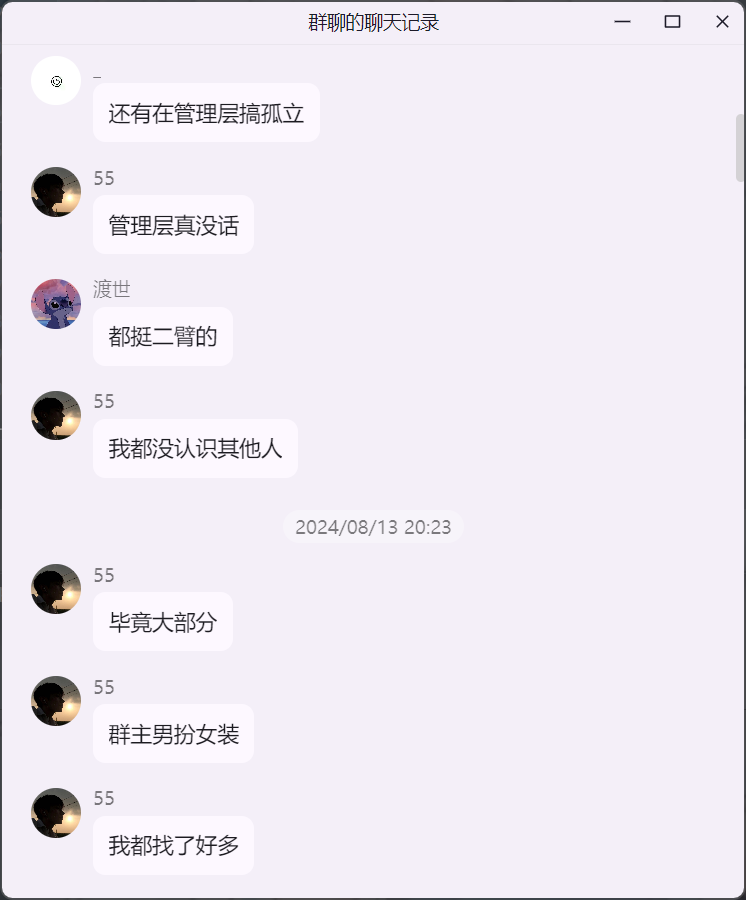 群聊的聊天记录
_
还有在管理层搞孤立
55
管理层真没话
渡世
都挺二臂的
55
我都没认识其他人
2024/08/13 20:23
55
毕竟大部分
55
群主男扮女装
55
我都找了好多